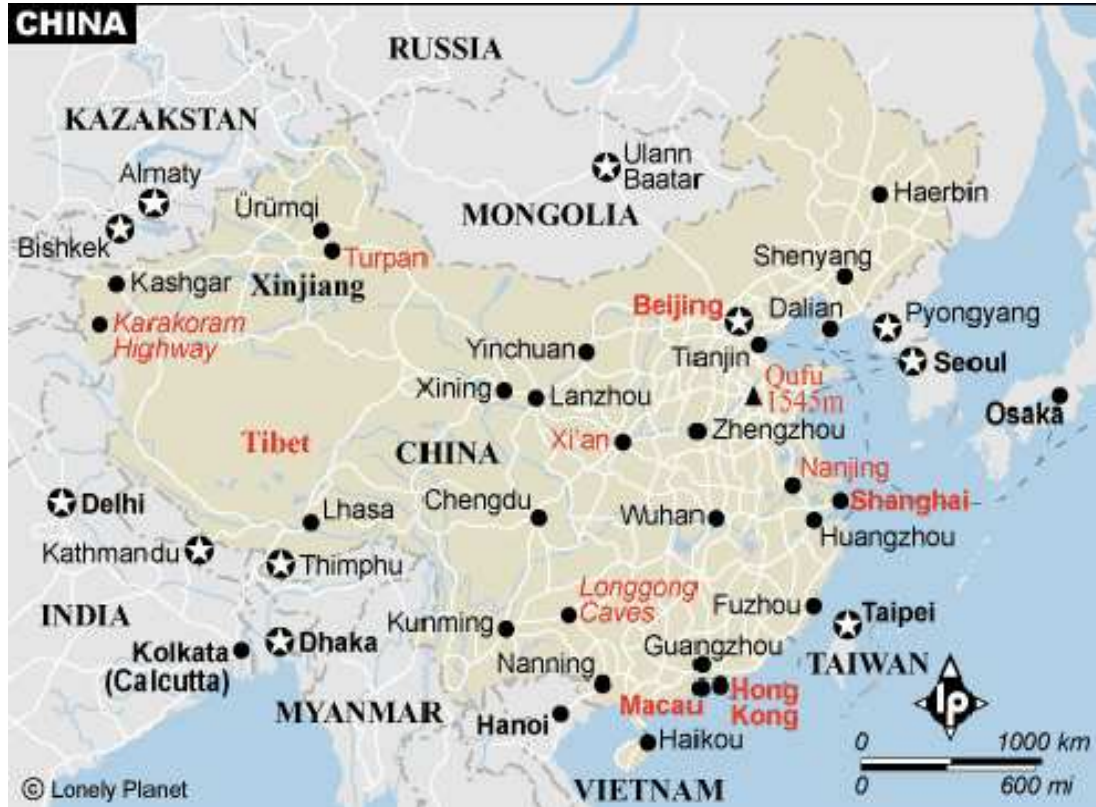 CHINA
RUSSIA
KAZAKSTAN
Almaty
Ulann
Baatar
Haerbin
Ürümqi
MONGOLIA
Bishkek
Turpan
Shenyang
Kashgar
Xinjiang
Beijing
Dalian
Pyongyang
Karakoram
Highway
Yinchuan
Tianjin
Seoul
Xining
Lanzhou
Qufu
1545m
Osaka
Tibet
CHINA
Xi'an
Zhengzhou
Nanjing
Delhi
Lhasa
Chengdu
Wuhan
Shanghai
Huangzhou
Kathmandu
Thimphu
Longgong
Caves
Fuzhou
Taipei
INDIA
Kunming
Dhaka
Kolkata
(Calcutta)
Guangzhou
TAIWAN
Nanning
Macau
Hong
Kong
MYANMAR
Hanoi
Haikou
lp
0 1000 km
0 600 mi
VIETNAM
© Lonely Planet